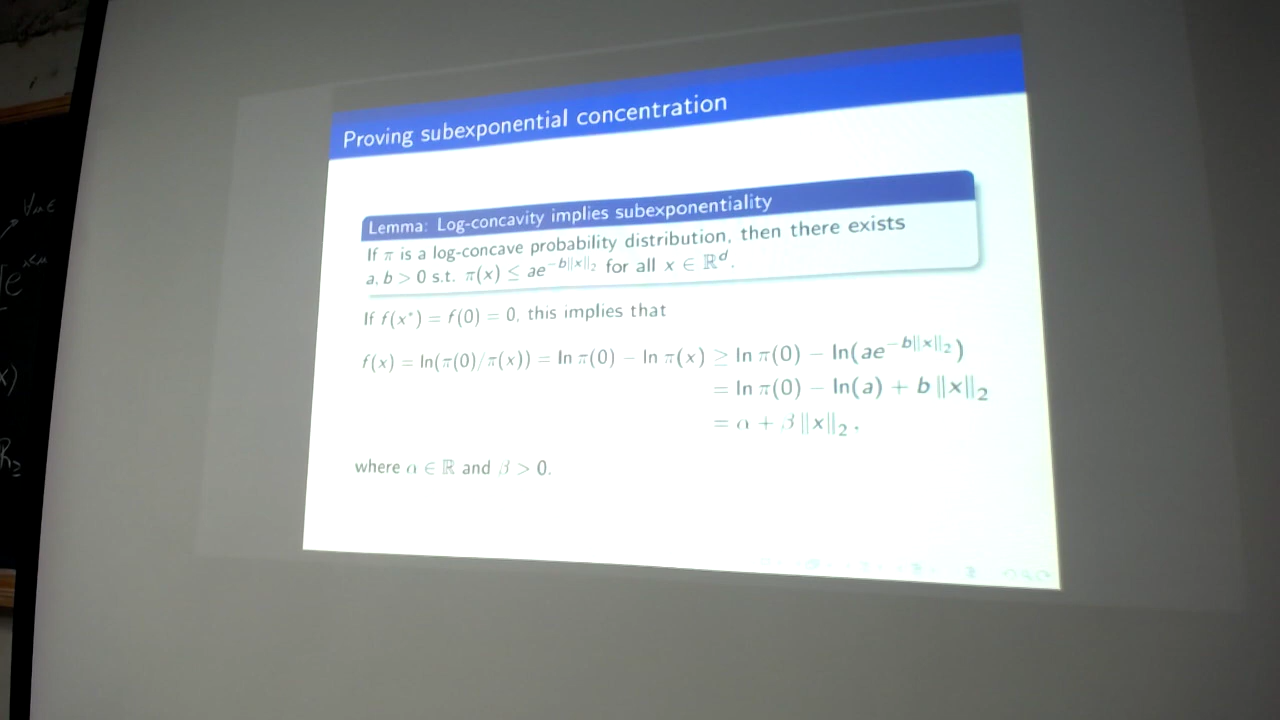 Proving subexponential concentration
Lemma: Log-concavity implies subexponentiality
If π is a log-concave probability distribution, then there exists
a, b > 0 s.t. π(x) ≤ ae^{-b‖x‖₂} for all x ∈ ℝ^d.
If f(x*) = f(0) = 0, this implies that
f(x) = ln(π(0)/π(x)) = ln π(0) − ln π(x) ≥ ln π(0) − ln(ae^{−b‖x‖₂})
= ln π(0) − ln(a) + b ‖x‖₂
= α + β ‖x‖₂.
where α ∈ ℝ and β > 0.